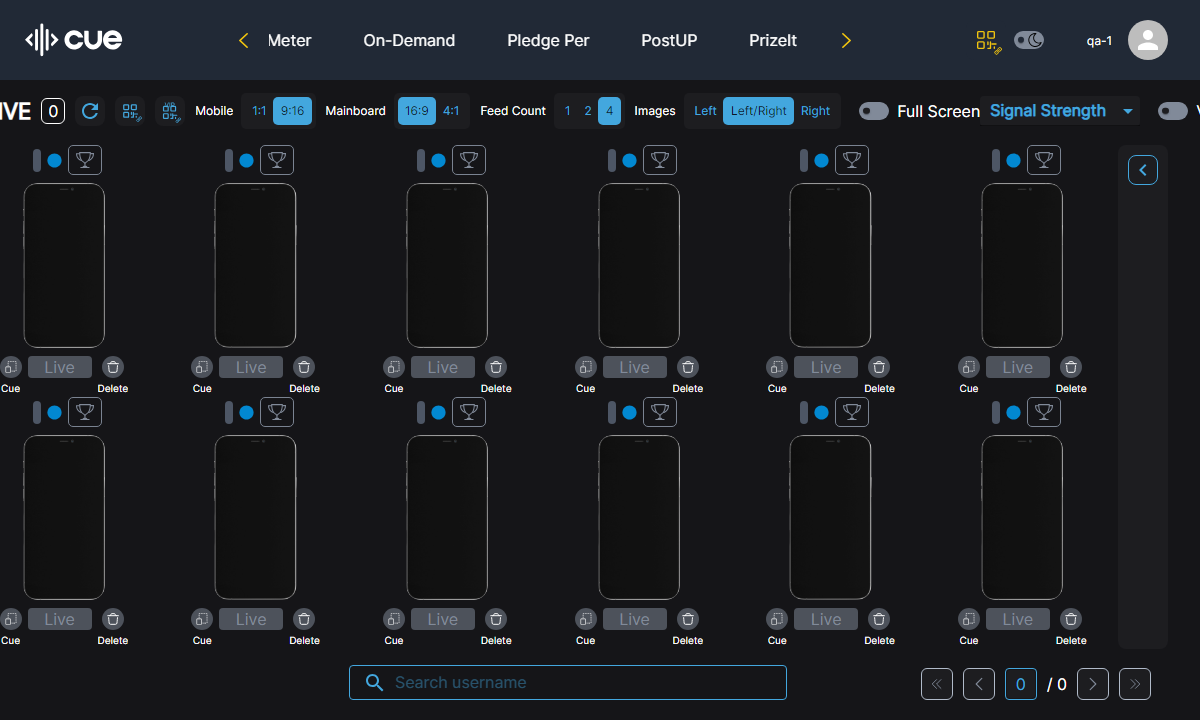 cue Meter On-Demand Pledge Per PostUP PrizeIt qa-1
IVE 0 Mobile 1:1 9:16 Mainboard 16:9 4:1 Feed Count 1 2 4 Images Left Left/Right Right Full Screen Signal Strength
Live Live Live Live Live Live
Cue Delete Cue Delete Cue Delete Cue Delete Cue Delete Cue Delete
Live Live Live Live Live Live
Cue Delete Cue Delete Cue Delete Cue Delete Cue Delete Cue Delete
Search username 0 / 0